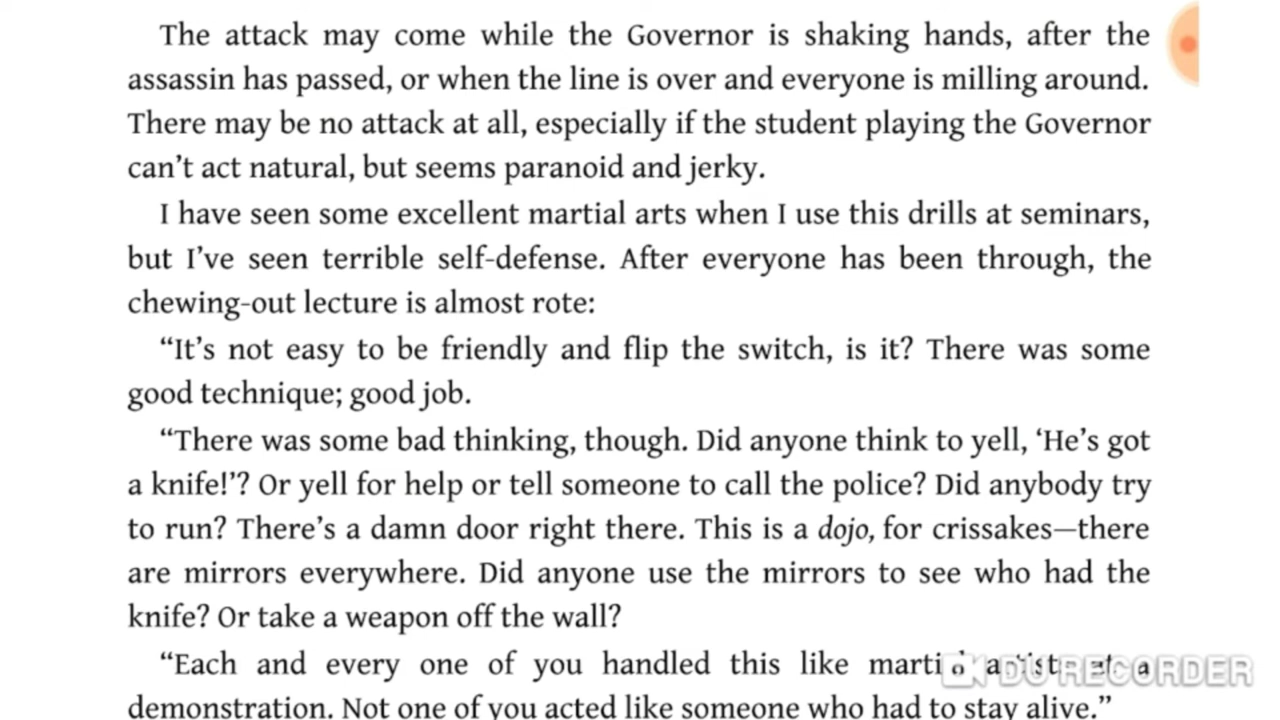 The attack may come while the Governor is shaking hands, after the
assassin has passed, or when the line is over and everyone is milling around.
There may be no attack at all, especially if the student playing the Governor
can’t act natural, but seems paranoid and jerky.
I have seen some excellent martial arts when I use this drills at seminars,
but I’ve seen terrible self-defense. After everyone has been through, the
chewing-out lecture is almost rote:
“It’s not easy to be friendly and flip the switch, is it? There was some
good technique; good job.
“There was some bad thinking, though. Did anyone think to yell, ‘He’s got
a knife!’? Or yell for help or tell someone to call the police? Did anybody try
to run? There’s a damn door right there. This is a dojo, for crissakes—there
are mirrors everywhere. Did anyone use the mirrors to see who had the
knife? Or take a weapon off the wall?
“Each and every one of you handled this like martial artists at a
demonstration. Not one of you acted like someone who had to stay alive.”
DU RECORDER